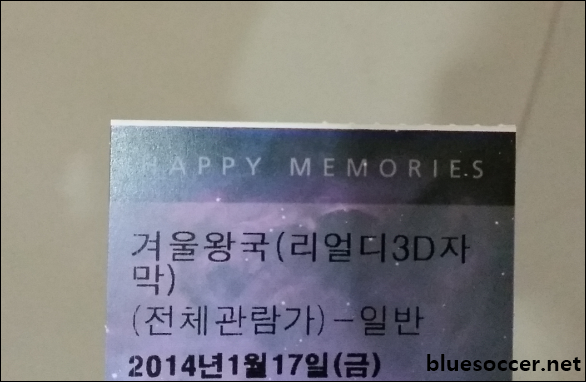 HAPPY MEMORIES
겨울왕국(리얼디3D자
막)
(전체관람가)-일반
2014년1월17일(금)
bluesoccer.net